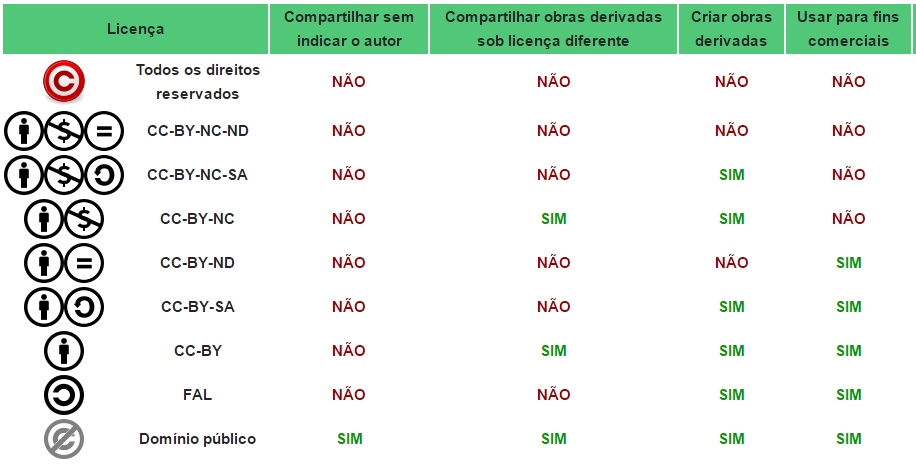 Licença
Compartilhar sem
indicar o autor
Compartilhar obras derivadas
sob licença diferente
Criar obras
derivadas
Usar para fins
comerciais
Todos os direitos
reservados
NÃO NÃO NÃO NÃO
CC-BY-NC-ND NÃO NÃO NÃO NÃO
CC-BY-NC-SA NÃO NÃO SIM NÃO
CC-BY-NC NÃO SIM SIM NÃO
CC-BY-ND NÃO NÃO NÃO SIM
CC-BY-SA NÃO NÃO SIM SIM
CC-BY NÃO SIM SIM SIM
FAL NÃO NÃO SIM SIM
Domínio público SIM SIM SIM SIM